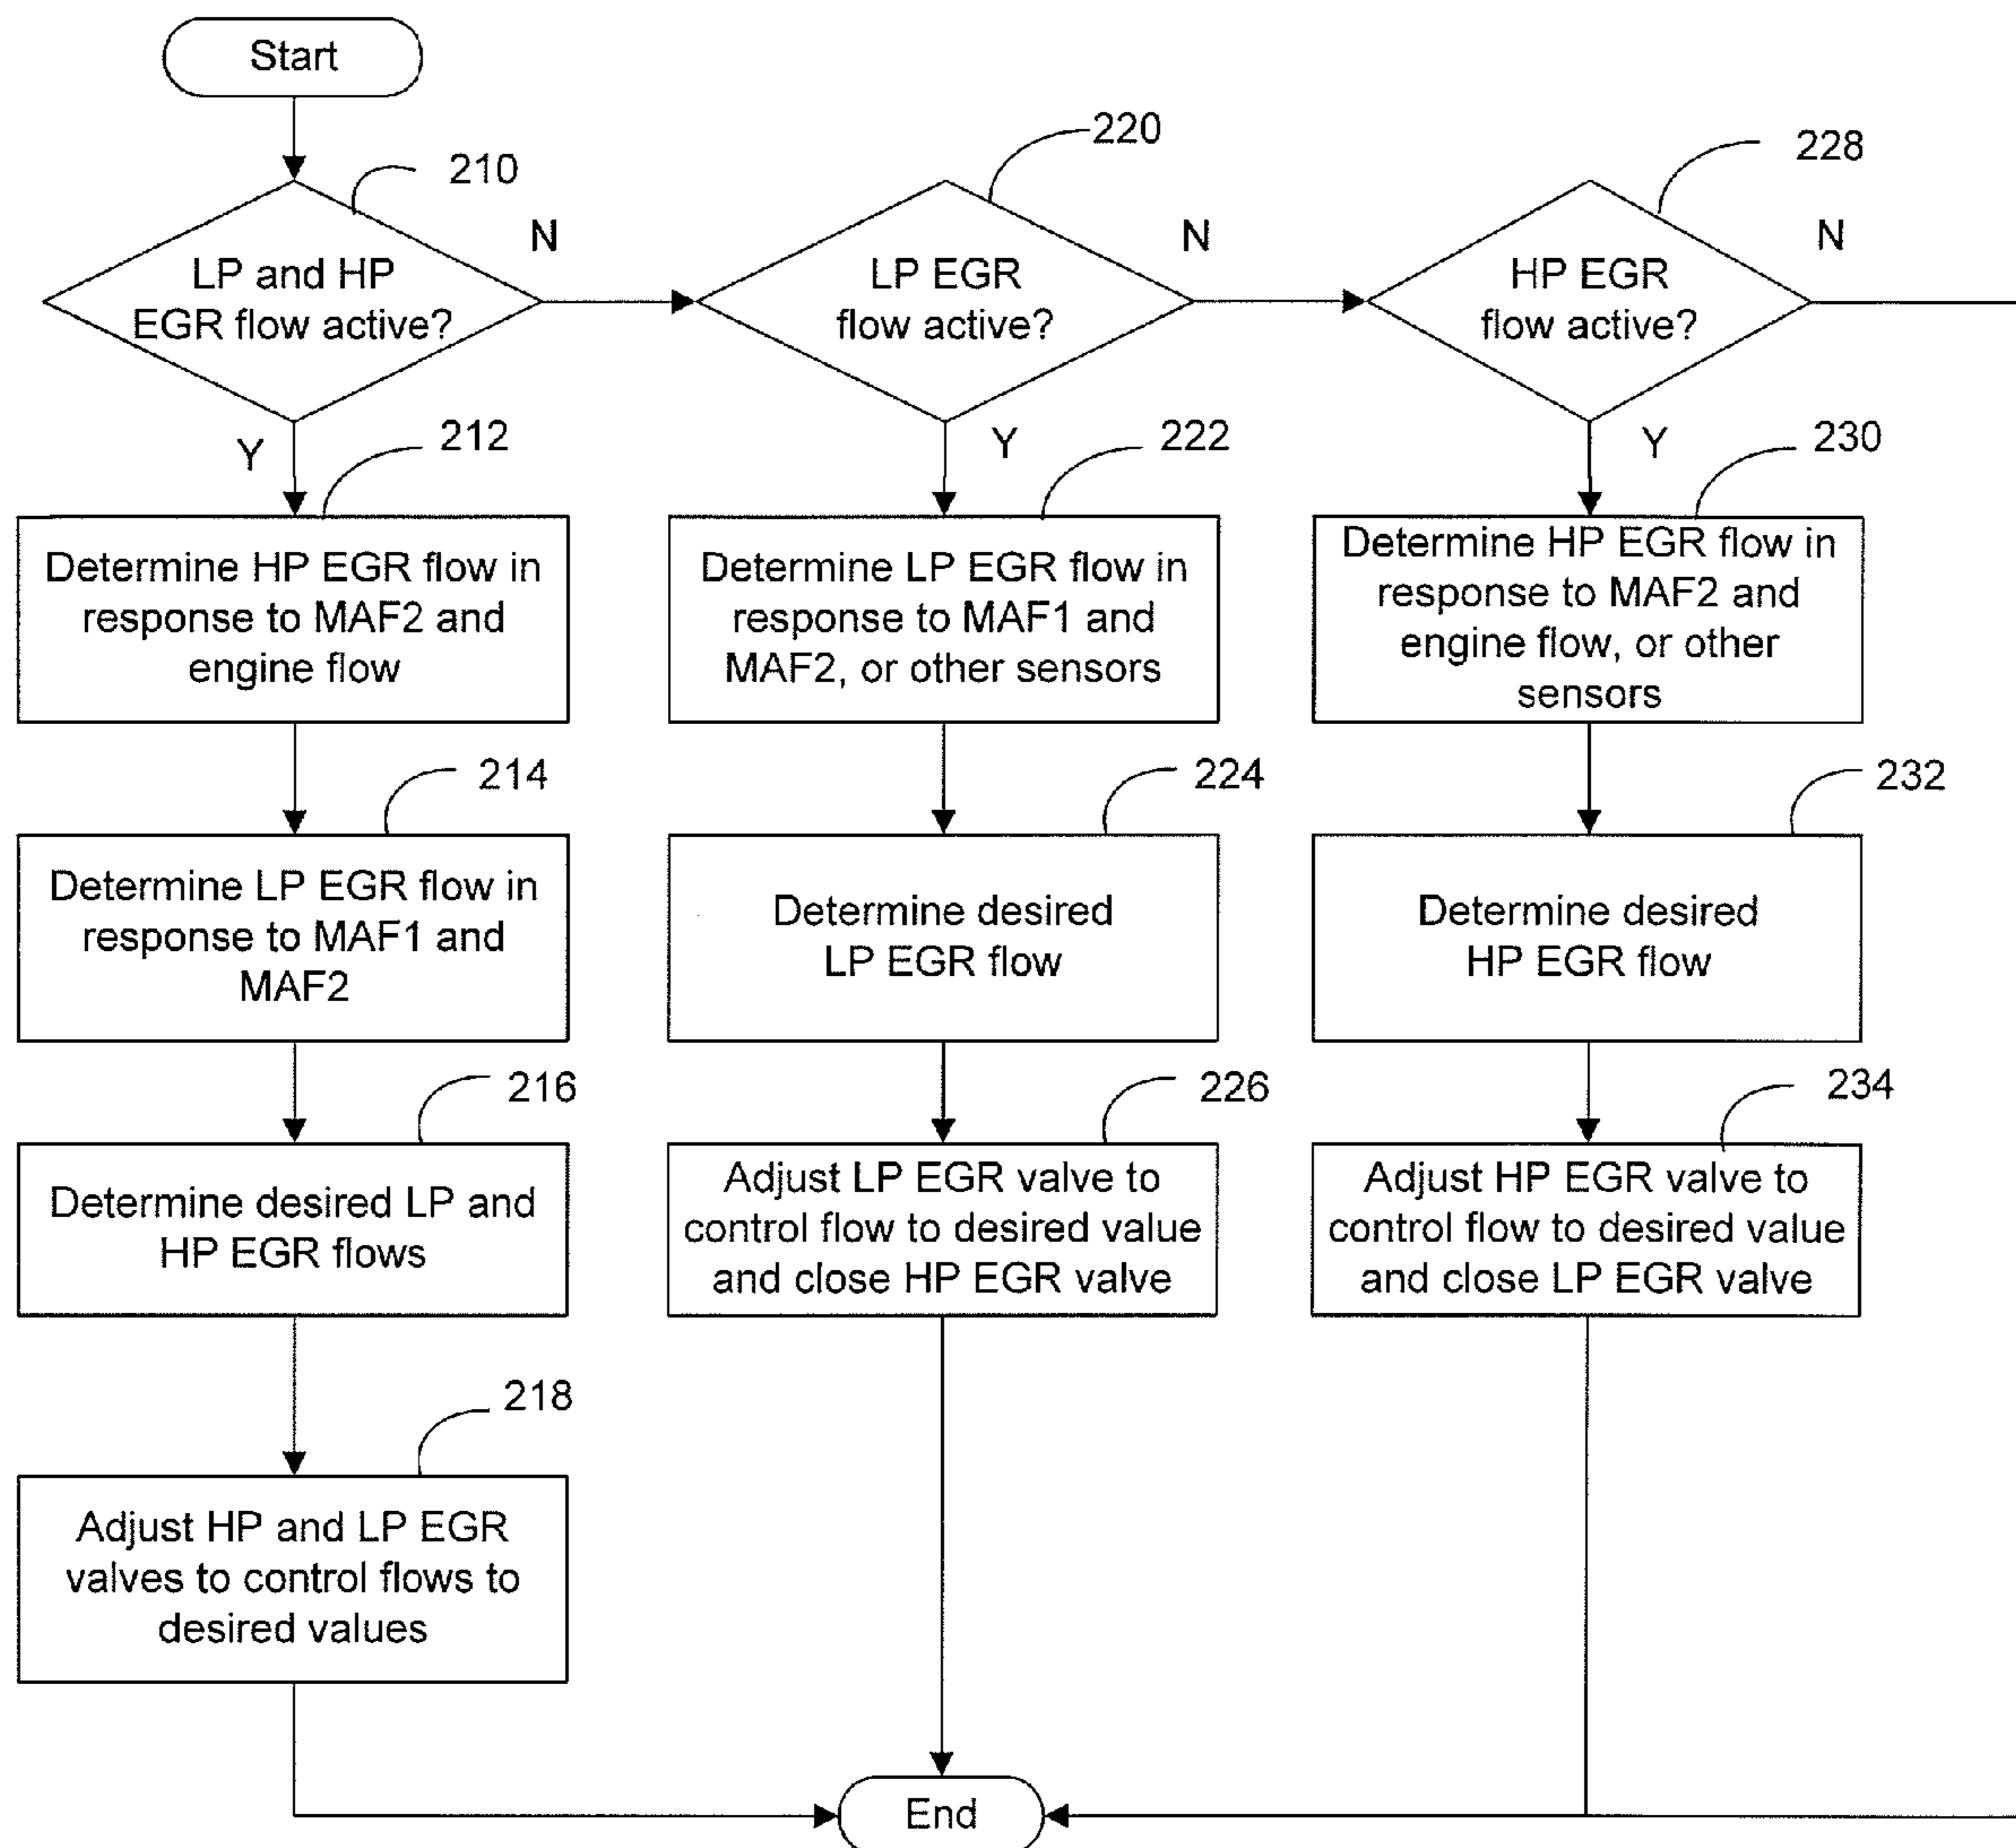 Start
210
LP and HP
EGR flow active?
N
Y
220
LP EGR
flow active?
N
Y
228
HP EGR
flow active?
N
Y
212
Determine HP EGR flow in
response to MAF2 and
engine flow
222
Determine LP EGR flow in
response to MAF1 and
MAF2, or other sensors
230
Determine HP EGR flow in
response to MAF2 and
engine flow, or other
sensors
214
Determine LP EGR flow in
response to MAF1 and
MAF2
224
Determine desired
LP EGR flow
232
Determine desired
HP EGR flow
216
Determine desired LP and
HP EGR flows
226
Adjust LP EGR valve to
control flow to desired value
and close HP EGR valve
234
Adjust HP EGR valve to
control flow to desired value
and close LP EGR valve
218
Adjust HP and LP EGR
valves to control flows to
desired values
End